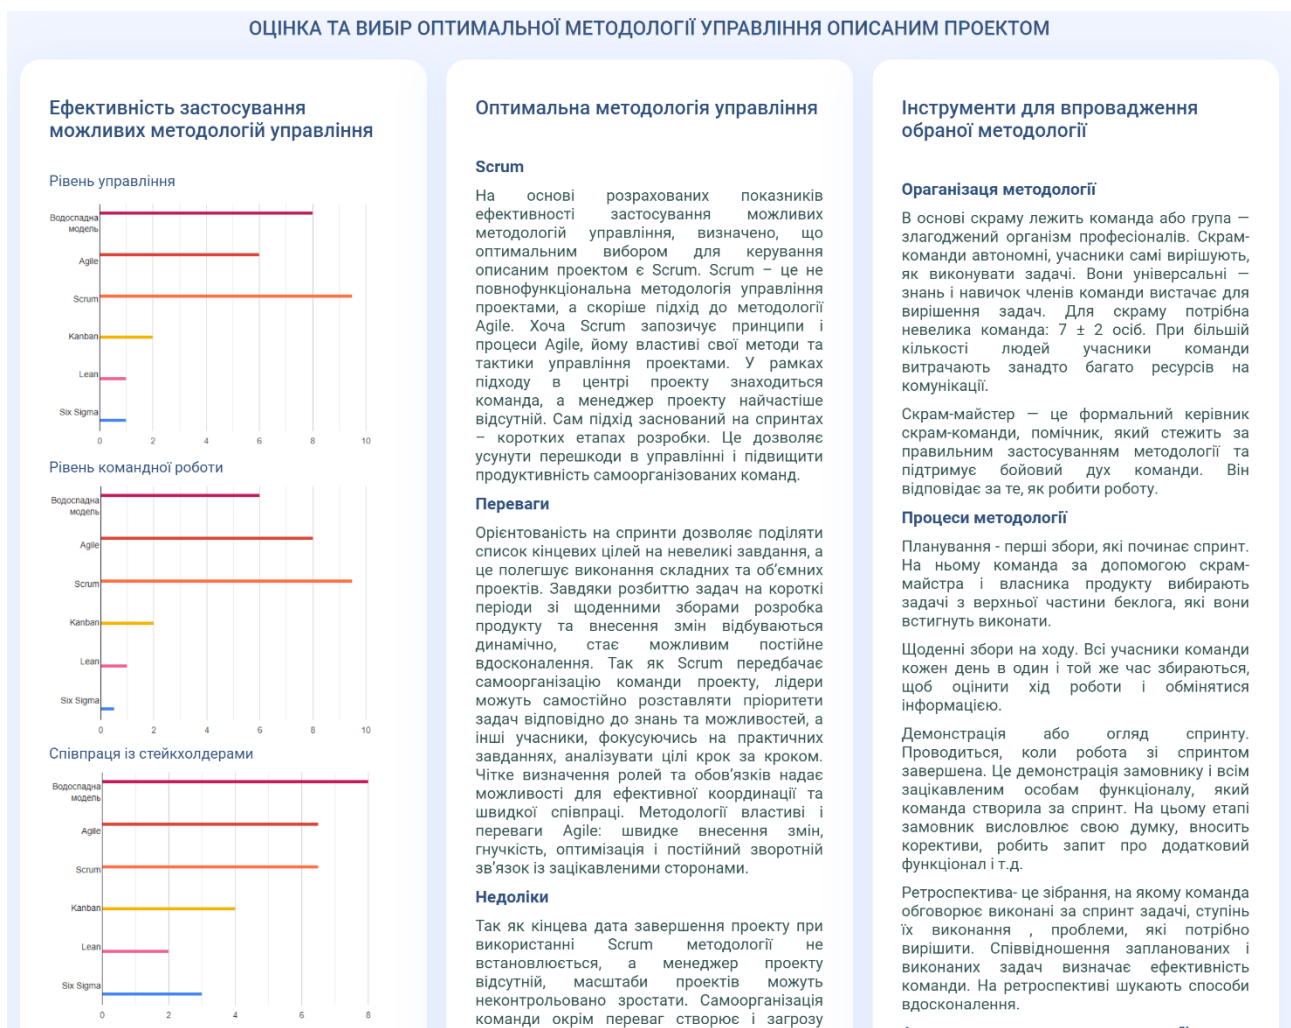 ОЦІНКА ТА ВИБІР ОПТИМАЛЬНОЇ МЕТОДОЛОГІЇ УПРАВЛІННЯ ОПИСАНИМ ПРОЕКТОМ
Ефективність застосування
можливих методологій управління
Рівень управління
Водоспадна
модель
Agile
Scrum
Kanban
Lean
Six Sigma
0 2 4 6 8 10
Рівень командної роботи
Водоспадна
модель
Agile
Scrum
Kanban
Lean
Six Sigma
0 2 4 6 8 10
Співпраця із стейкхолдерами
Водоспадна
модель
Agile
Scrum
Kanban
Lean
Six Sigma
0 2 4 6 8
Оптимальна методологія управління
Scrum
На основі розрахованих показників
ефективності застосування можливих
методологій управління, визначено, що
оптимальним вибором для керування
описаним проектом є Scrum. Scrum – це не
повнофункціональна методологія управління
проектами, а скоріше підхід до методології
Agile. Хоча Scrum запозичує принципи і
процеси Agile, йому властиві свої методи та
тактики управління проектами. У рамках
підходу в центрі проекту знаходиться
команда, а менеджер проекту найчастіше
відсутній. Сам підхід заснований на спринтах
– коротких етапах розробки. Це дозволяє
усунути перешкоди в управлінні і підвищити
продуктивність самоорганізованих команд.
Переваги
Орієнтованість на спринти дозволяє поділяти
список кінцевих цілей на невеликі завдання, а
це полегшує виконання складних та об’ємних
проектів. Завдяки розбиттю задач на короткі
періоди зі щоденними зборами розробка
продукту та внесення змін відбуваються
динамічно, стає можливим постійне
вдосконалення. Так як Scrum передбачає
самоорганізацію команди проекту, лідери
можуть самостійно розставляти пріоритети
задач відповідно до знань та можливостей, а
інші учасники, фокусуючись на практичних
завданнях, аналізувати цілі крок за кроком.
Чітке визначення ролей та обов’язків надає
можливості для ефективної координації та
швидкої співпраці. Методології властиві і
переваги Agile: швидке внесення змін,
гнучкість, оптимізація і постійний зворотній
зв’язок із зацікавленими сторонами.
Недоліки
Так як кінцева дата завершення проекту при
використанні Scrum методології не
встановлюється, а менеджер проекту
відсутній, масштаби проектів можуть
неконтрольовано зростати. Самоорганізація
команди окрім переваг створює і загрозу
Інструменти для впровадження
обраної методології
Ораганізаця методології
В основі скраму лежить команда або група —
злагоджений організм професіоналів. Скрам-
команди автономні, учасники самі вирішують,
як виконувати задачі. Вони універсальні —
знань і навичок членів команди вистачає для
вирішення задач. Для скраму потрібна
невелика команда: 7 ± 2 осіб. При більшій
кількості людей учасники команди
витрачають занадто багато ресурсів на
комунікації.
Скрам-майстер — це формальний керівник
скрам-команди, помічник, який стежить за
правильним застосуванням методології та
підтримує бойовий дух команди. Він
відповідає за те, як робити роботу.
Процеси методології
Планування - перші збори, які починає спринт.
На ньому команда за допомогою скрам-
майстра і власника продукту вибирають
задачі з верхньої частини беклога, які вони
встигнуть виконати.
Щоденні збори на ходу. Всі учасники команди
кожен день в один і той же час збираються,
щоб оцінити хід роботи і обмінятися
інформацією.
Демонстрація або огляд спринту.
Проводиться, коли робота зі спринтом
завершена. Це демонстрація замовнику і всім
зацікавленим особам функціоналу, який
команда створила за спринт. На цьому етапі
замовник висловлює свою думку, вносить
корективи, робить запит про додатковий
функціонал і т.д.
Ретроспектива- це зібрання, на якому команда
обговорює виконані за спринт задачі, ступінь
їх виконання , проблеми, які потрібно
вирішити. Співвідношення запланованих і
виконаних задач визначає ефективність
команди. На ретроспективі шукають способи
вдосконалення.